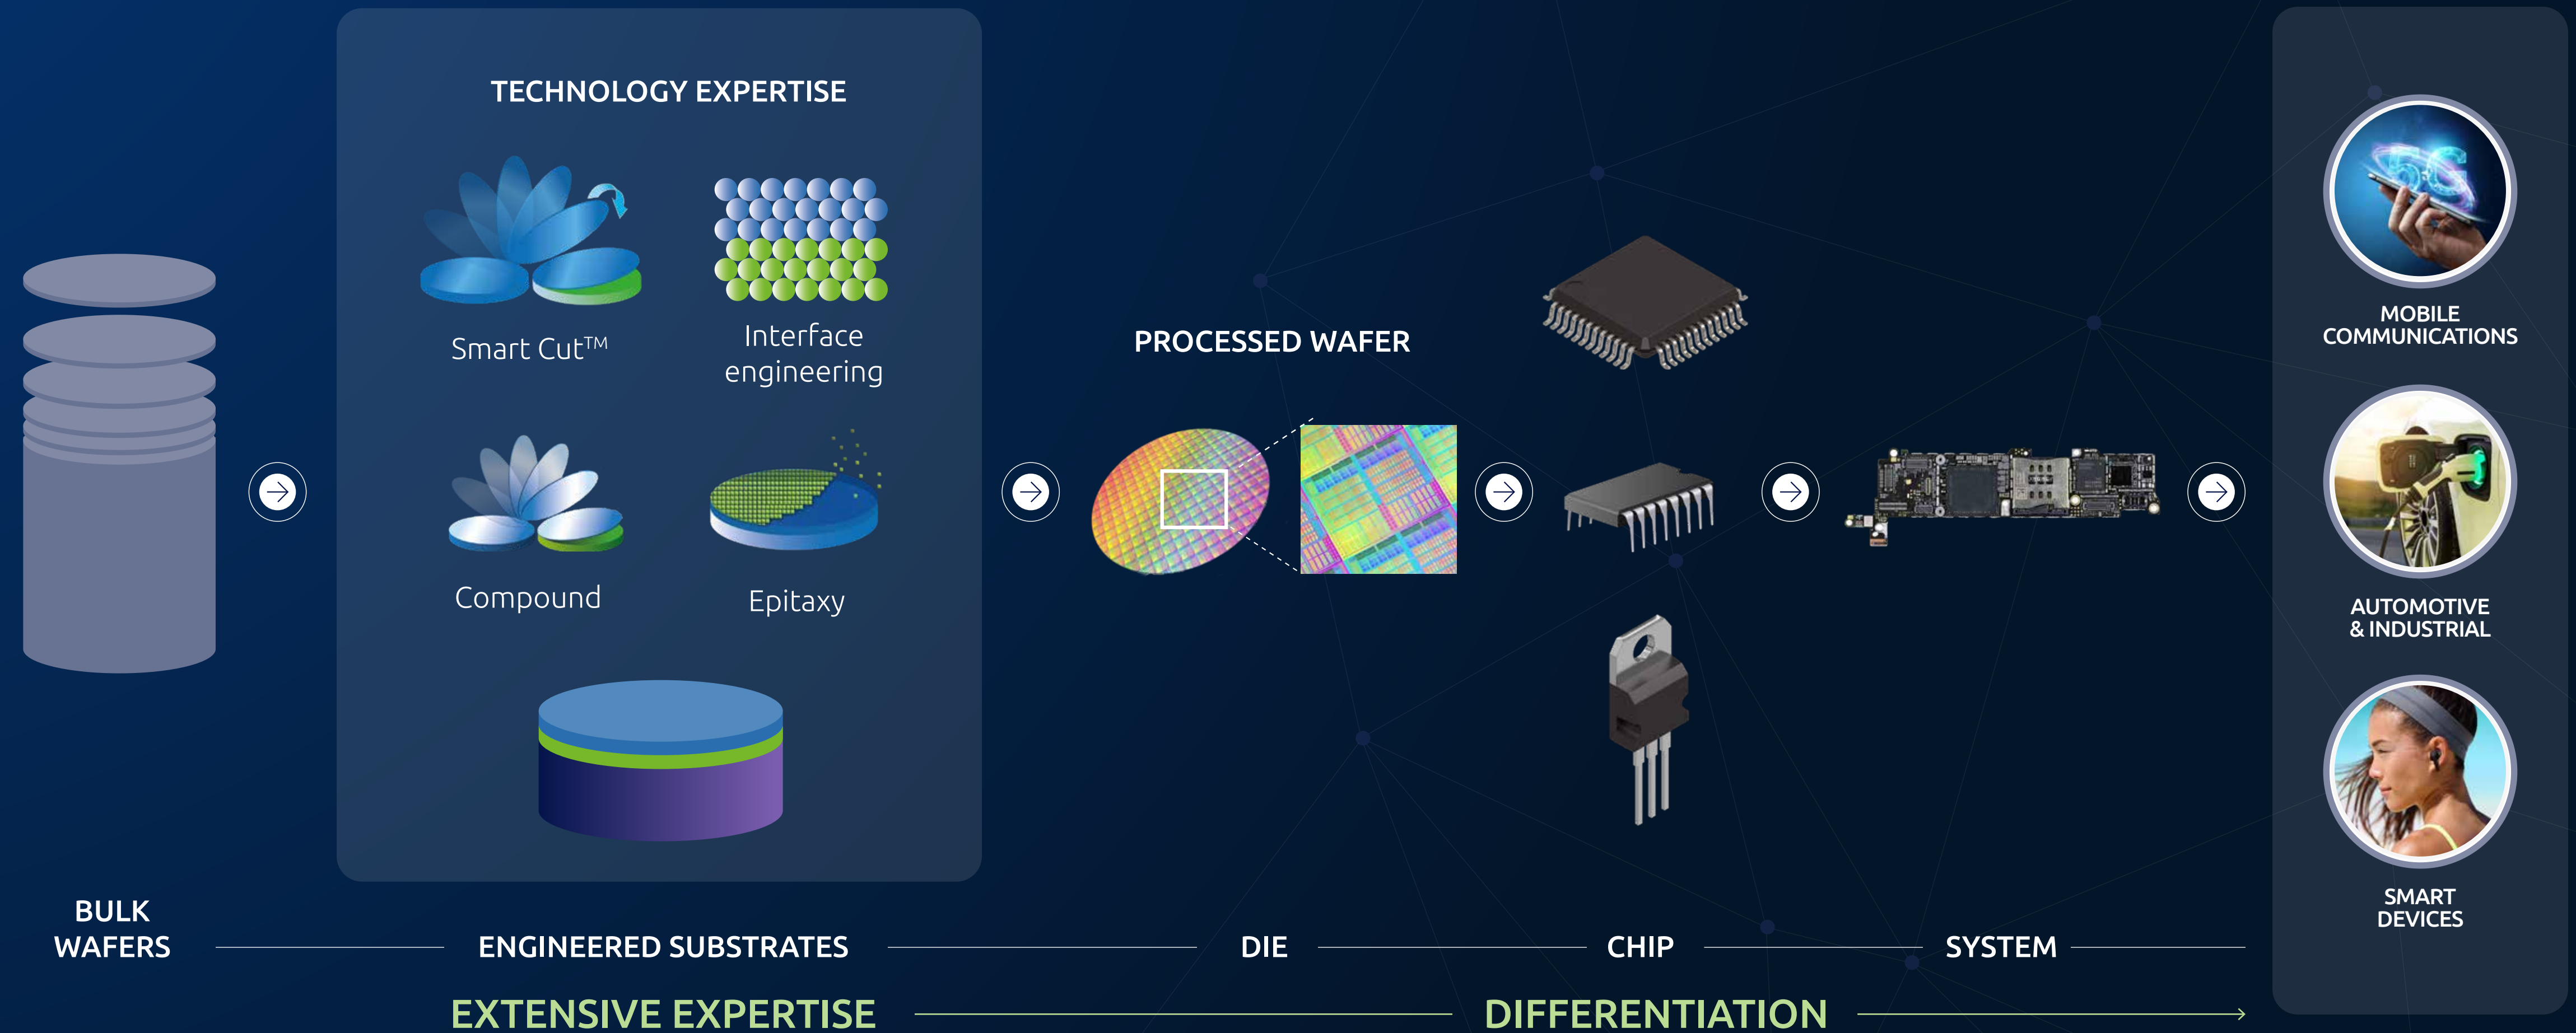 TECHNOLOGY EXPERTISE
Smart Cut™
Interface
engineering
Compound
Epitaxy
PROCESSED WAFER
5G
MOBILE
COMMUNICATIONS
AUTOMOTIVE
& INDUSTRIAL
SMART
DEVICES
BULK
WAFERS
ENGINEERED SUBSTRATES
DIE
CHIP
SYSTEM
EXTENSIVE EXPERTISE
DIFFERENTIATION